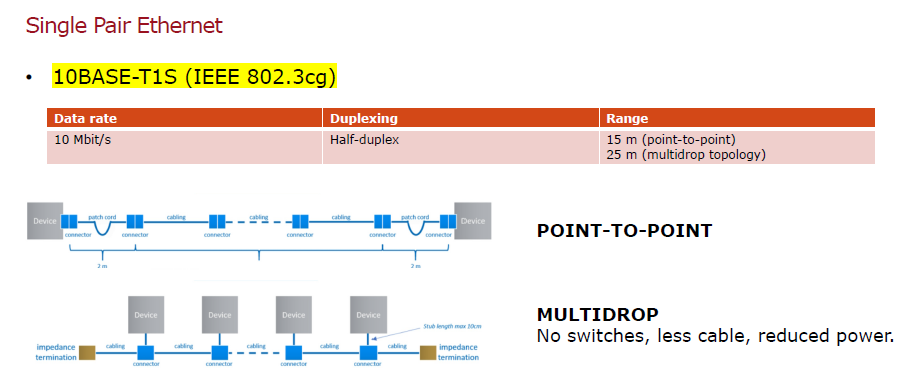 Single Pair Ethernet
• 10BASE-T1S (IEEE 802.3cg)
Data rate Duplexing Range
10 Mbit/s Half-duplex 15 m (point-to-point)
25 m (multidrop topology)
Device patch cord cabling cabling cabling patch cord Device
connector connector connector connector connector connector
2 m 2 m
POINT-TO-POINT
Device Device Device Device
Stub length max 10cm
impedance termination cabling cabling cabling cabling cabling impedance termination
connector connector connector connector
MULTIDROP
No switches, less cable, reduced power.